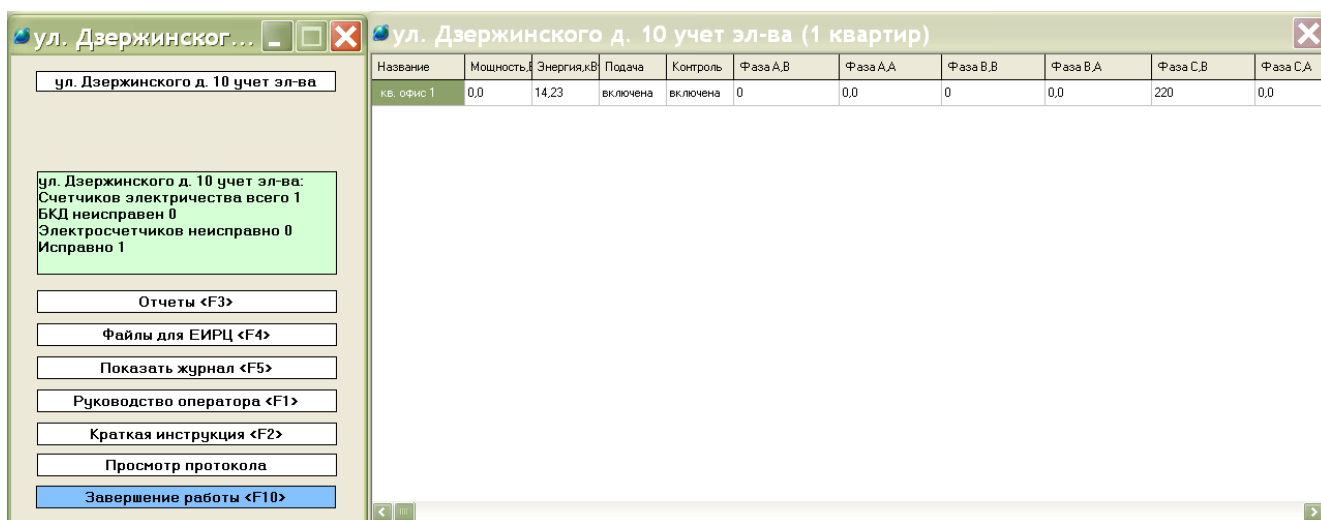 ул. Дзержинског...
ул. Дзержинского д. 10 учет эл-ва
ул. Дзержинского д. 10 учет эл-ва:
Счетчиков электричества всего 1
БКД неисправен 0
Электросчетчиков неисправно 0
Исправно 1
Отчеты <F3>
Файлы для ЕИРЦ <F4>
Показать журнал <F5>
Руководство оператора <F1>
Краткая инструкция <F2>
Просмотр протокола
Завершение работы <F10>
ул. Дзержинского д. 10 учет эл-ва (1 квартир)
Название Мощность, Энергия,кВ Подача Контроль Фаза А,В Фаза А,А Фаза В,В Фаза В,А Фаза С,В Фаза С,А
кв. офис 1 0,0 14,23 включена включена 0 0,0 0 0,0 220 0,0